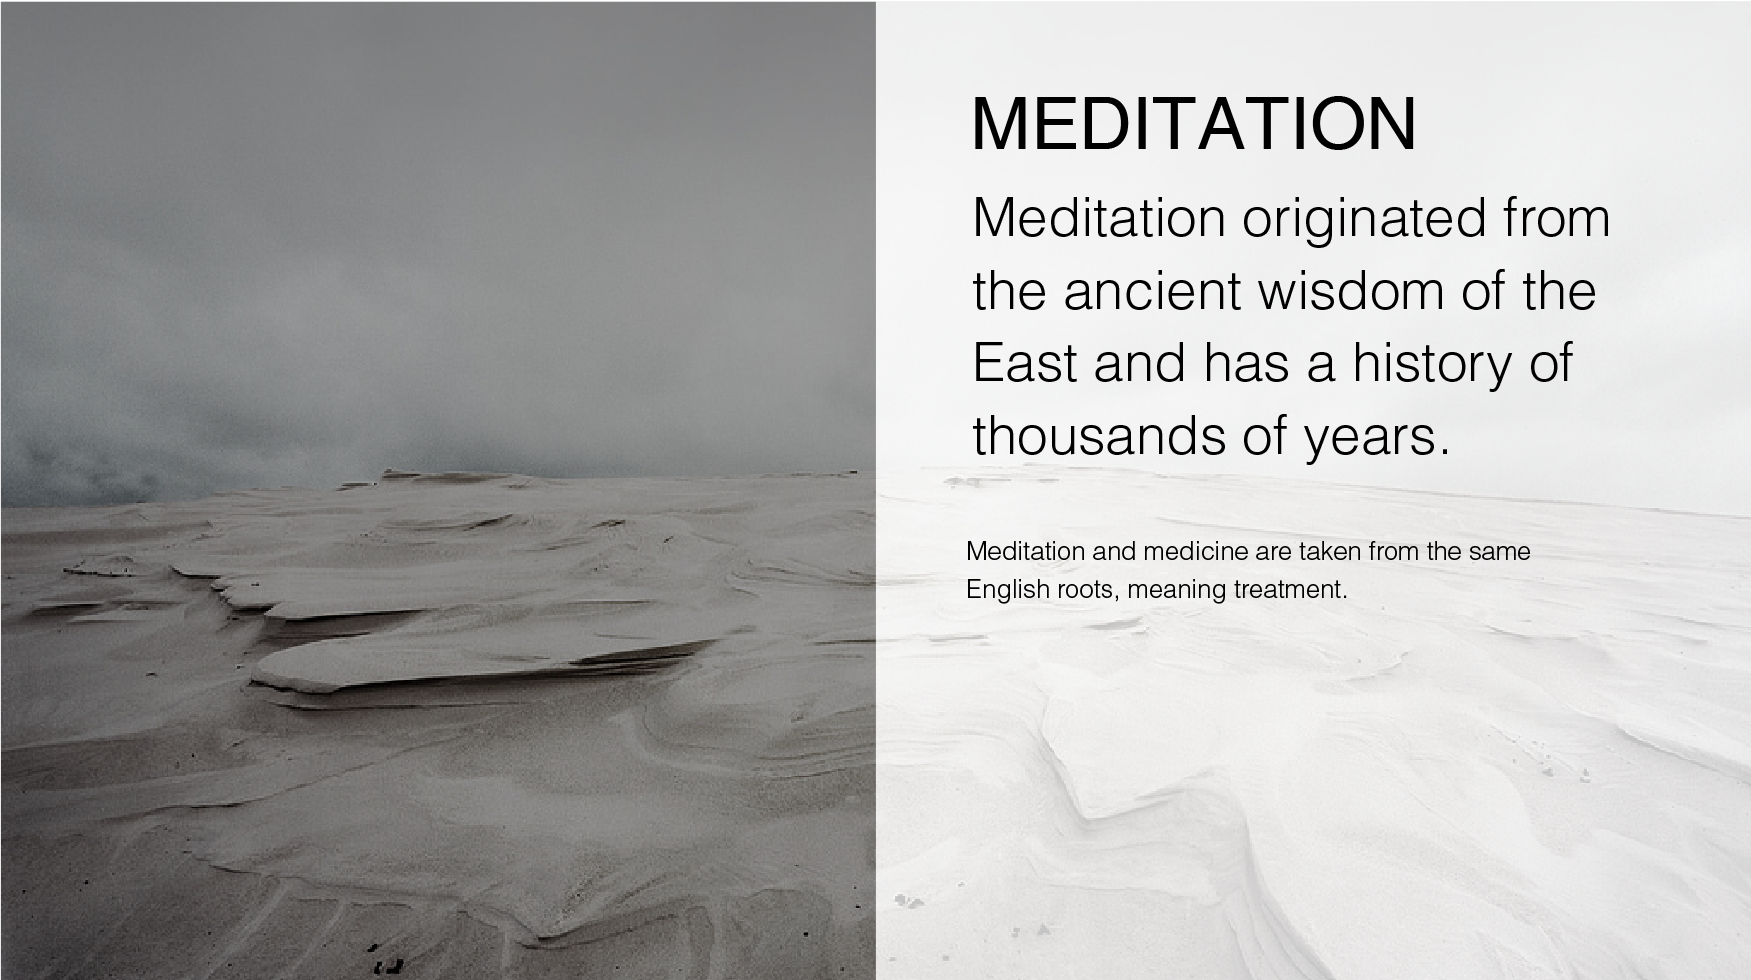 MEDITATION
Meditation originated from
the ancient wisdom of the
East and has a history of
thousands of years.
Meditation and medicine are taken from the same
English roots, meaning treatment.